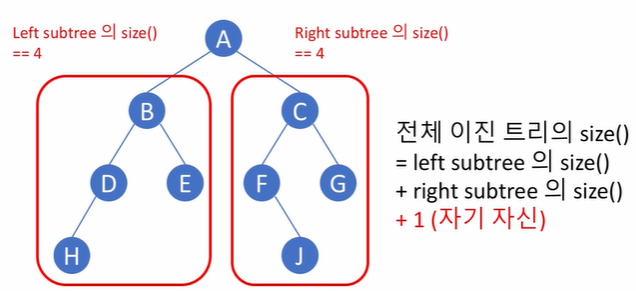 Left subtree 의 size()
== 4
Right subtree 의 size()
== 4
A
B
C
D
E
F
G
H
J
전체 이진 트리의 size()
= left subtree 의 size()
+ right subtree 의 size()
+ 1 (자기 자신)